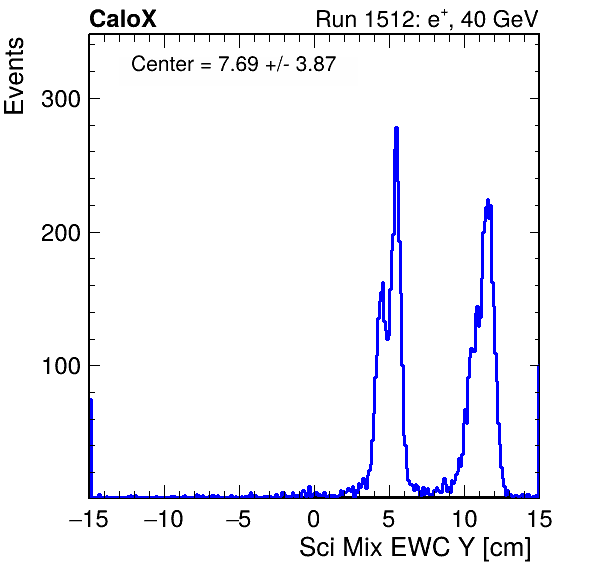 CaloX
Run 1512: e+, 40 GeV
Center = 7.69 +/- 3.87
Events
300
200
100
−15 −10 −5 0 5 10 15
Sci Mix EWC Y [cm]